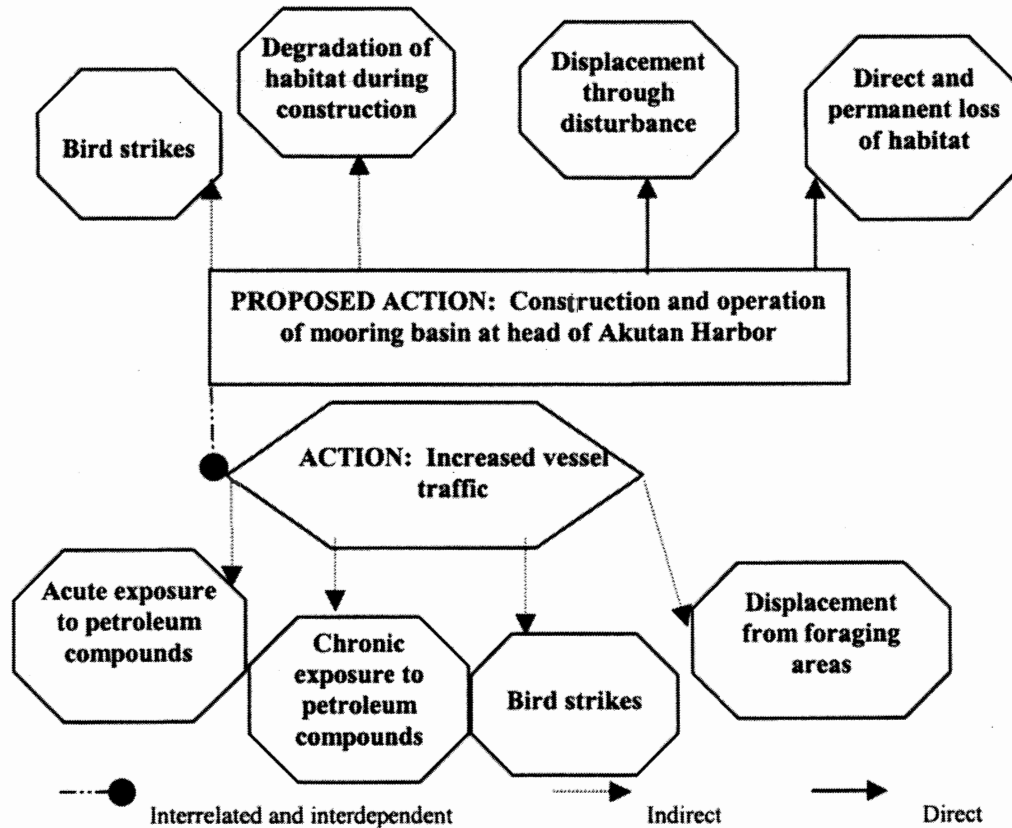 Degradation of
habitat during
construction
Displacement
through
disturbance
Direct and
permanent loss
of habitat
Bird strikes
PROPOSED ACTION: Construction and operation
of mooring basin at head of Akutan Harbor
ACTION: Increased vessel
traffic
Acute exposure
to petroleum
compounds
Chronic
exposure to
petroleum
compounds
Bird strikes
Displacement
from foraging
areas
Interrelated and interdependent
Indirect
Direct